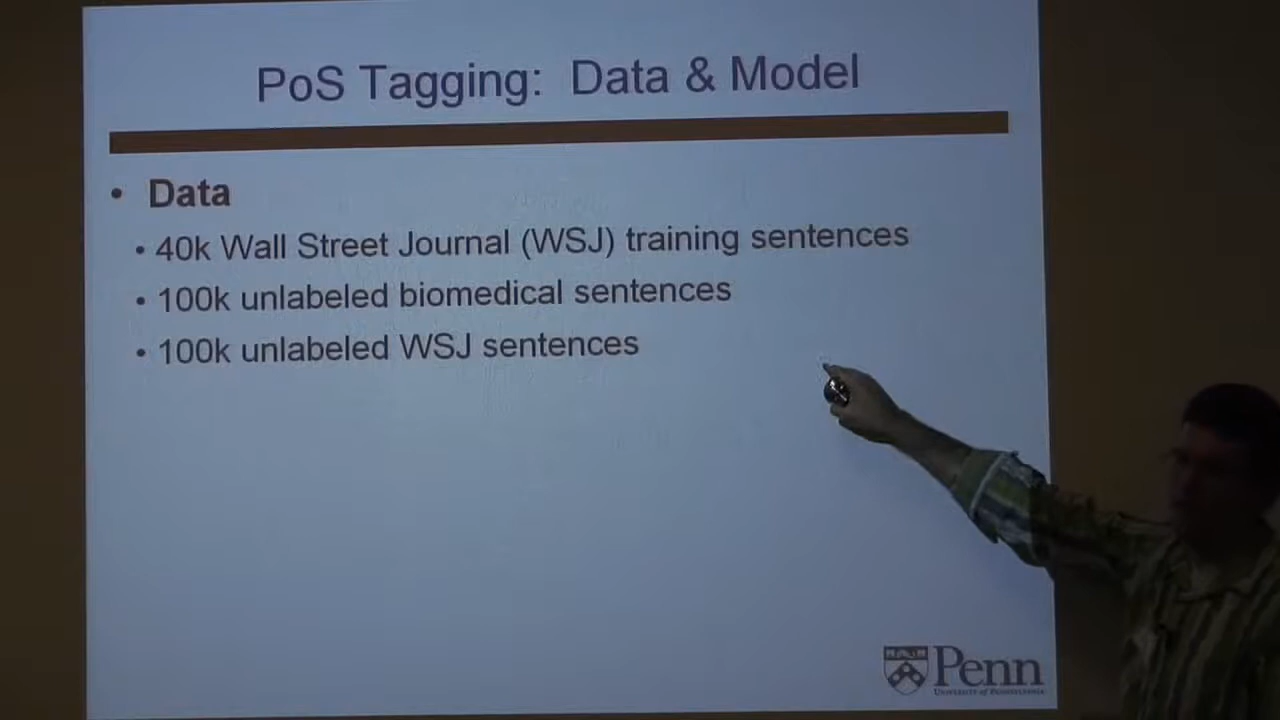 PoS Tagging: Data & Model
• Data
• 40k Wall Street Journal (WSJ) training sentences
• 100k unlabeled biomedical sentences
• 100k unlabeled WSJ sentences
Penn
UNIVERSITY OF PENNSYLVANIA